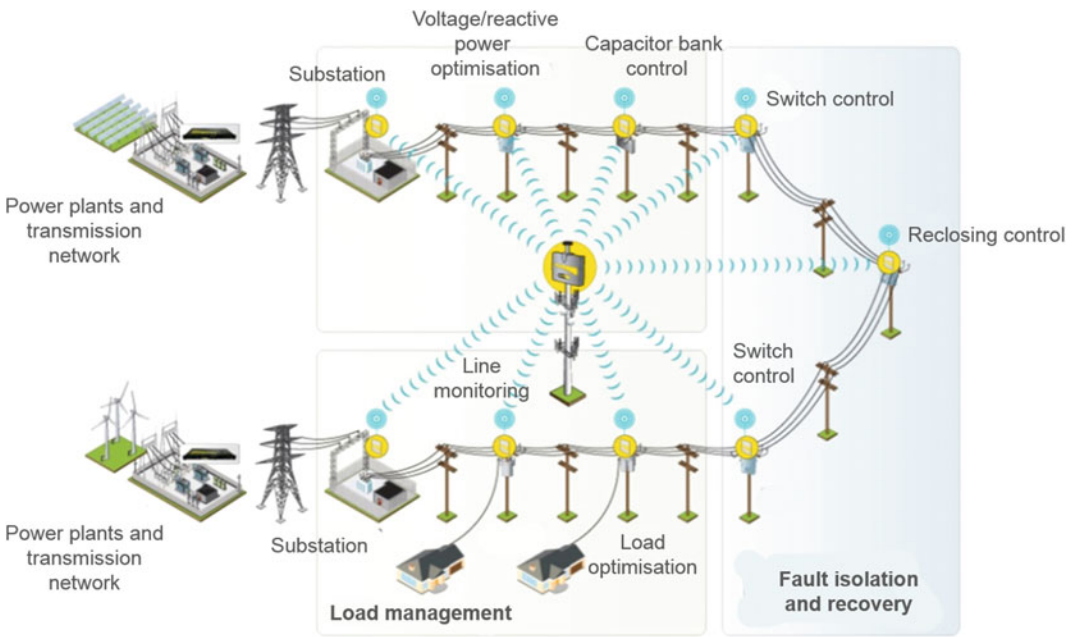 Voltage/reactive
power
optimisation
Capacitor bank
control
Substation
Switch control
Power plants and
transmission
network
Reclosing control
Switch
control
Line
monitoring
Power plants and
transmission
network
Substation
Load
optimisation
Load management
Fault isolation
and recovery